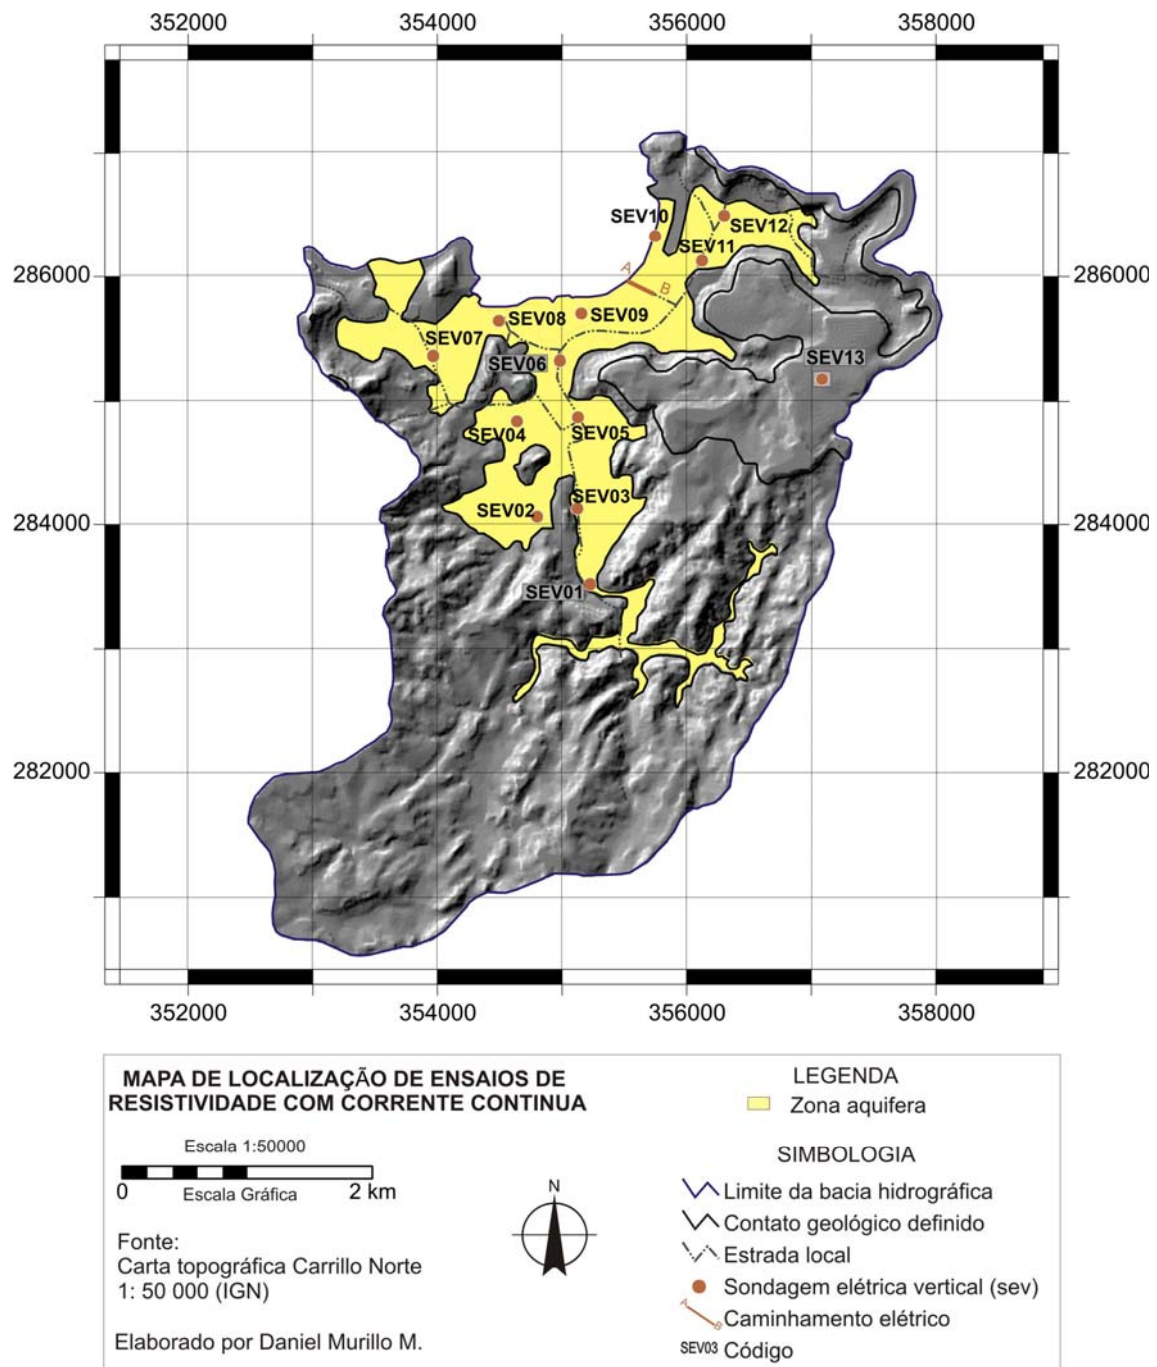 352000 354000 356000 358000
SEV10
SEV12
SEV11
286000 286000
A
B
SEV08 SEV09
SEV07
SEV06
SEV13
SEV04 SEV05
SEV03
SEV02
284000 284000
SEV01
282000 282000
352000 354000 356000 358000
MAPA DE LOCALIZAÇÃO DE ENSAIOS DE
RESISTIVIDADE COM CORRENTE CONTINUA
Escala 1:50000
0 Escala Gráfica 2 km
Fonte:
Carta topográfica Carrillo Norte
1: 50 000 (IGN)
Elaborado por Daniel Murillo M.
N
LEGENDA
Zona aquifera
SIMBOLOGIA
Limite da bacia hidrográfica
Contato geológico definido
Estrada local
Sondagem elétrica vertical (sev)
A B Caminhamento elétrico
SEV03 Código